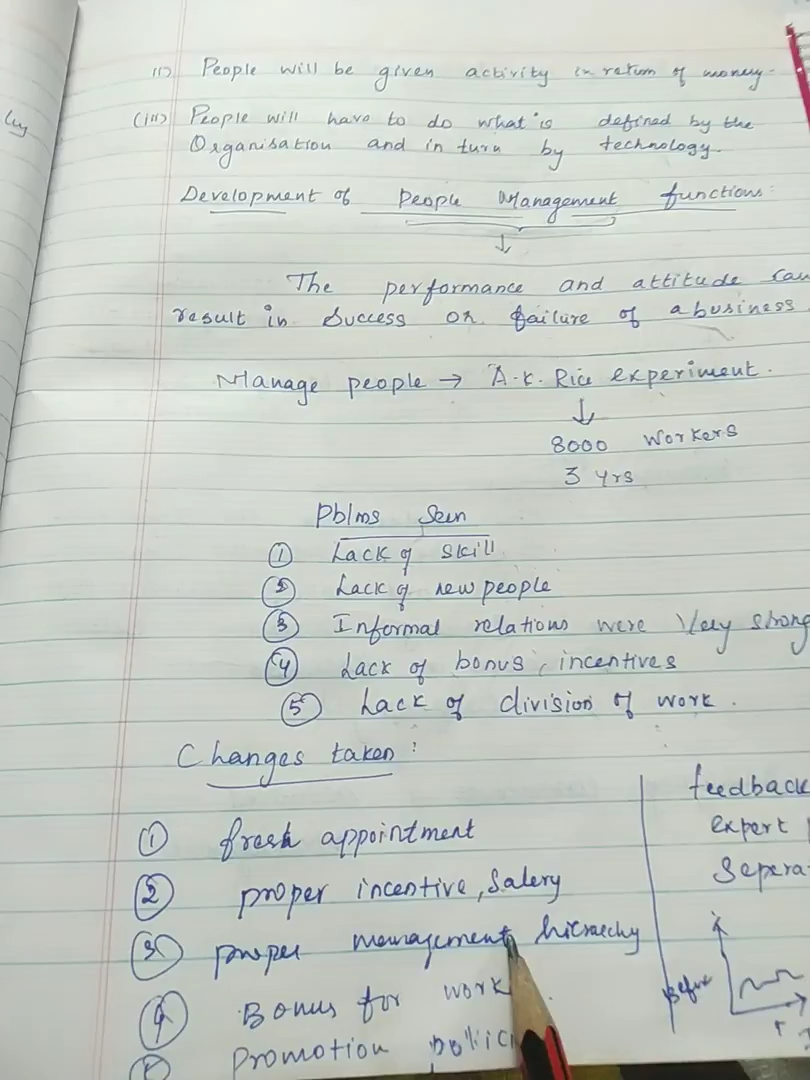 (ii) People will be given activity in return of money.
(iii) People will have to do what is defined by the
Organisation and in turn by technology.
Development of People Management functions:
↓
The performance and attitude can
result in Success or failure of a business
Manage people → A.K. Rice experiment.
↓
8000 Workers
3 yrs
Pblms Seen
① Lack of skill
② Lack of new people
③ Informal relations were Very strong
④ Lack of bonus, incentives
⑤ Lack of division of work.
Changes taken:
① fresh appointment
② proper incentive, Salery
③ proper management hierarchy
④ Bonus for work
Promotion
feedback
expert
Before